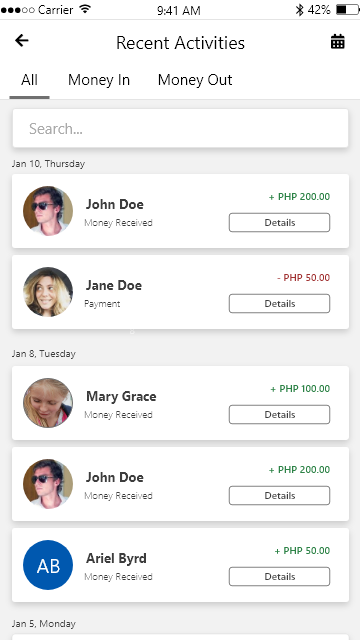 Carrier 9:41 AM 42%
Recent Activities
All Money In Money Out
Search...
Jan 10, Thursday
John Doe + PHP 200.00
Money Received Details
Jane Doe - PHP 50.00
Payment Details
Jan 8, Tuesday
Mary Grace + PHP 100.00
Money Received Details
John Doe + PHP 200.00
Money Received Details
AB Ariel Byrd + PHP 50.00
Money Received Details
Jan 5, Monday